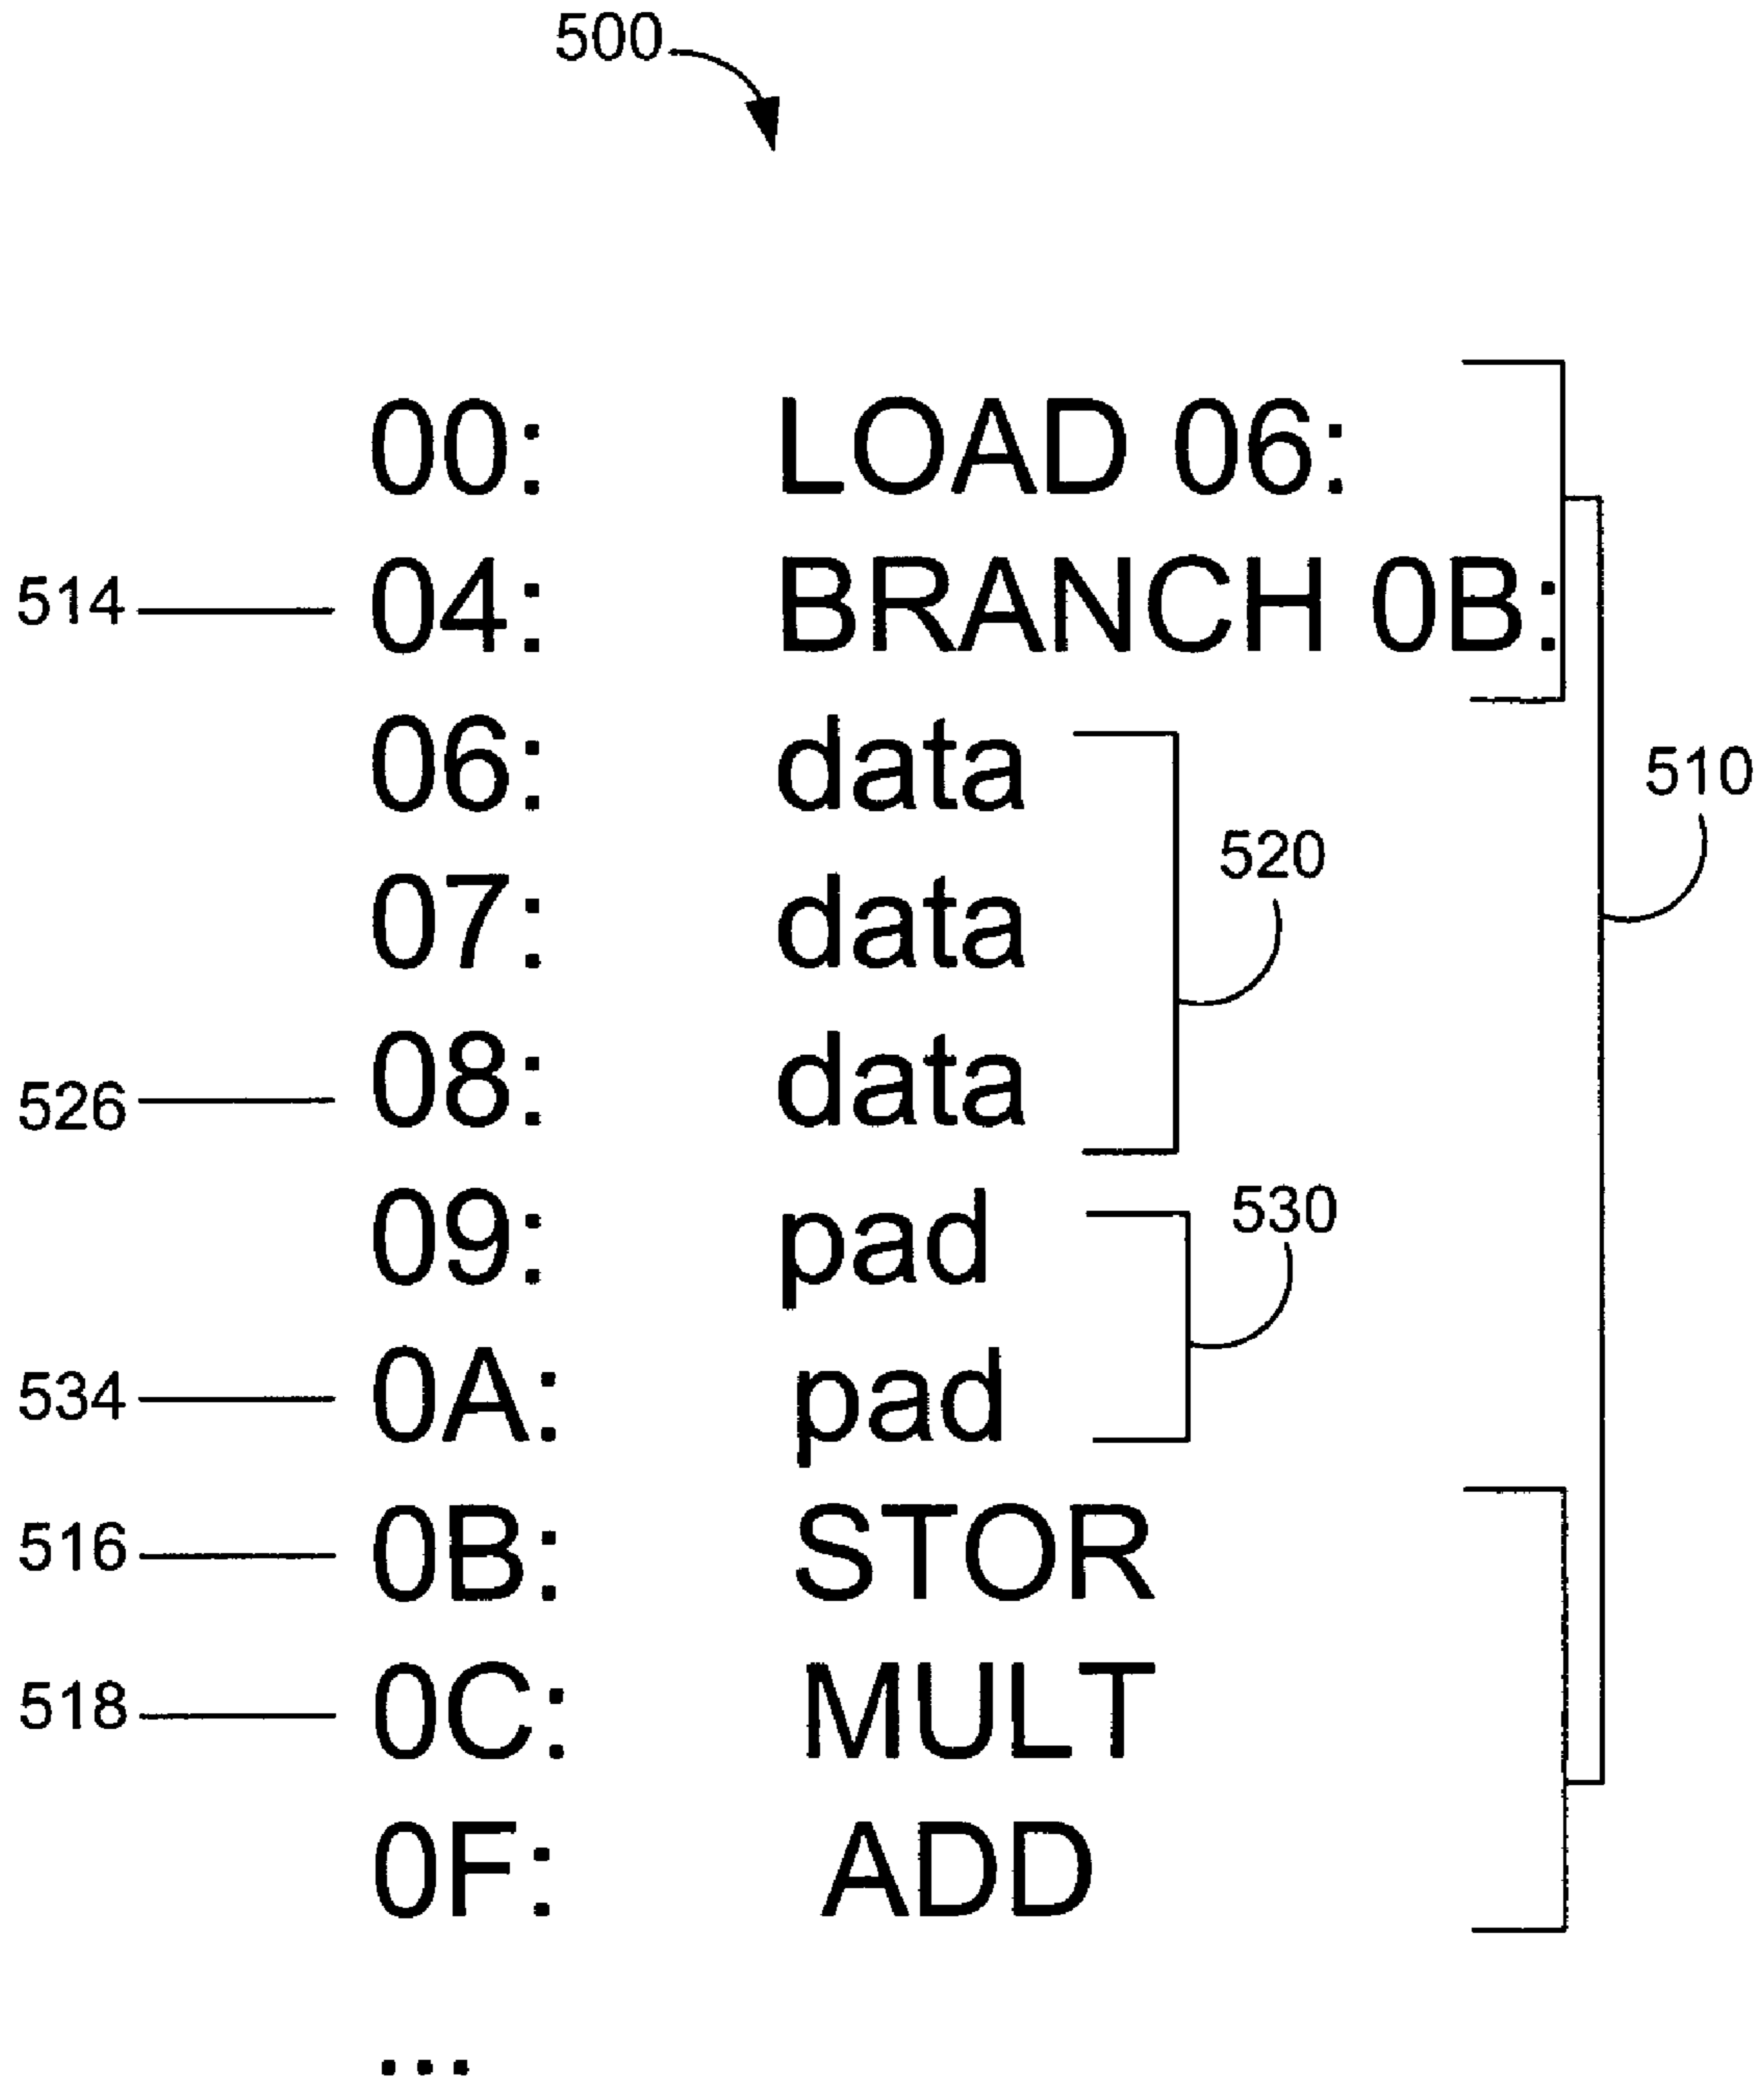 500
00: LOAD 06:
514 04: BRANCH 0B:
06: data
510
07: data
520
526 08: data
09: pad
530
534 0A: pad
516 0B: STOR
518 0C: MULT
0F: ADD
...